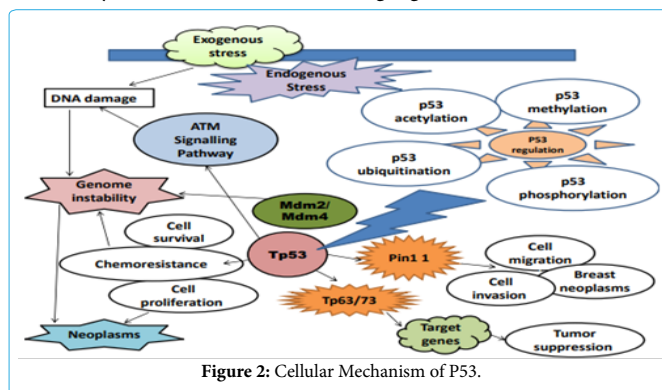 Exogenous
stress
Endogenous
Stress
DNA damage
ATM
Signalling
Pathway
p53
acetylation
p53
methylation
P53
regulation
p53
ubiquitination
p53
phosphorylation
Genome
instability
Mdm2/
Mdm4
Cell
survival
Tp53
Chemoresistance
Pin1 1
Cell
migration
Breast
neoplasms
Cell
invasion
Cell
proliferation
Tp63/73
Neoplasms
Target
genes
Tumor
suppression
Figure 2: Cellular Mechanism of P53.